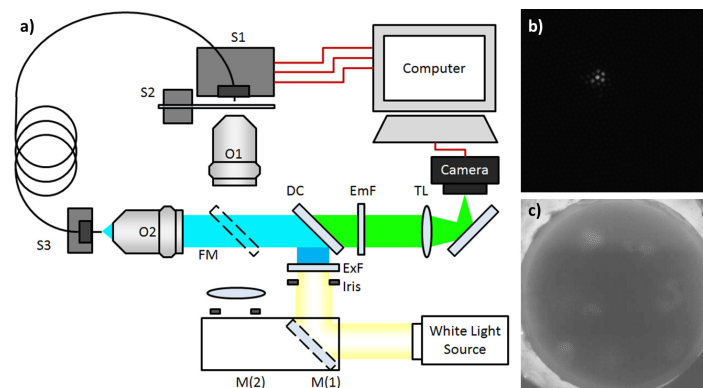 a)
S1
S2
Computer
O1
Camera
DC
EmF
TL
S3
O2
FM
ExF
Iris
White Light
Source
M(2)
M(1)
b)
c)